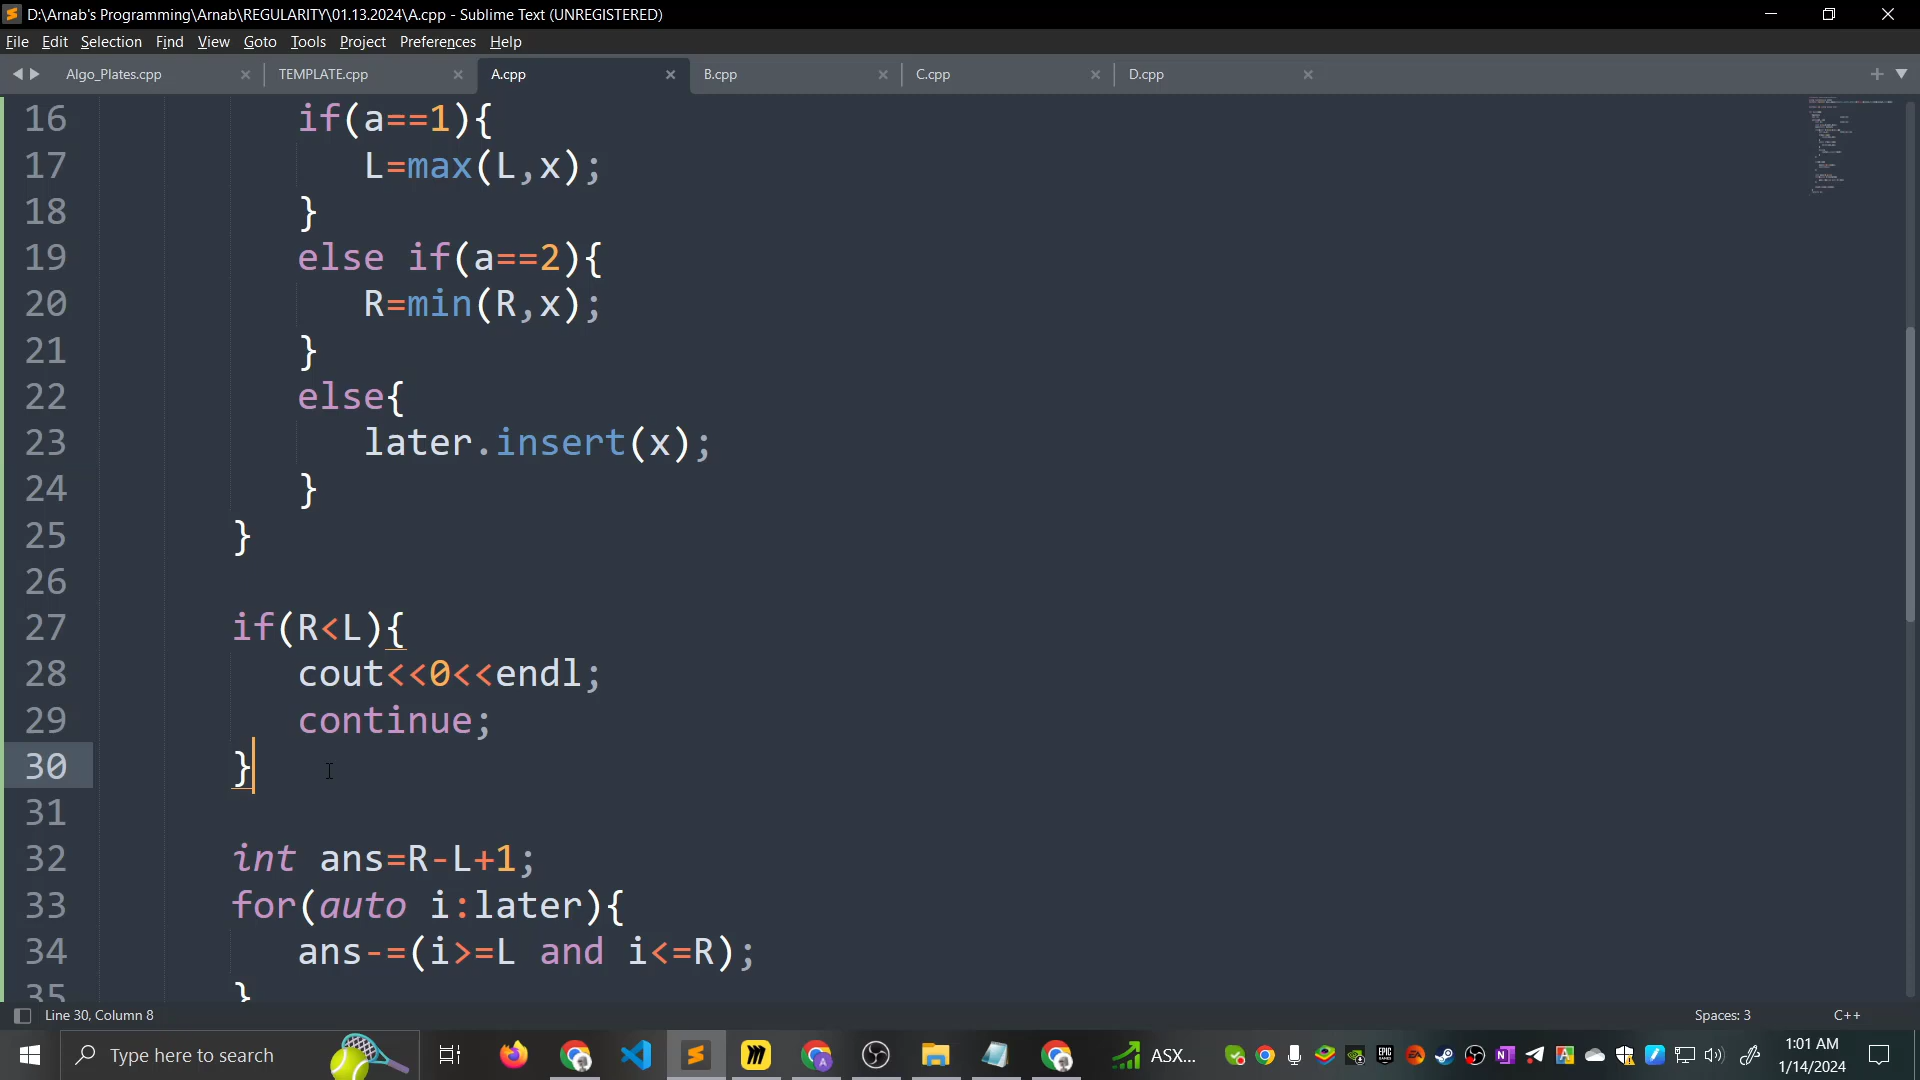 D:\Arnab's Programming\Arnab\REGULARITY\01.13.2024\A.cpp - Sublime Text (UNREGISTERED)
File Edit Selection Find View Goto Tools Project Preferences Help
Algo_Plates.cpp TEMPLATE.cpp A.cpp B.cpp C.cpp D.cpp
16 if(a==1){
17 L=max(L,x);
18 }
19 else if(a==2){
20 R=min(R,x);
21 }
22 else{
23 later.insert(x);
24 }
25 }
26
27 if(R<L){
28 cout<<0<<endl;
29 continue;
30 }
31
32 int ans=R-L+1;
33 for(auto i:later){
34 ans-=(i>=L and i<=R);
35 }
Line 30, Column 8 Spaces: 3 C++
Type here to search ASX... 1:01 AM
1/14/2024